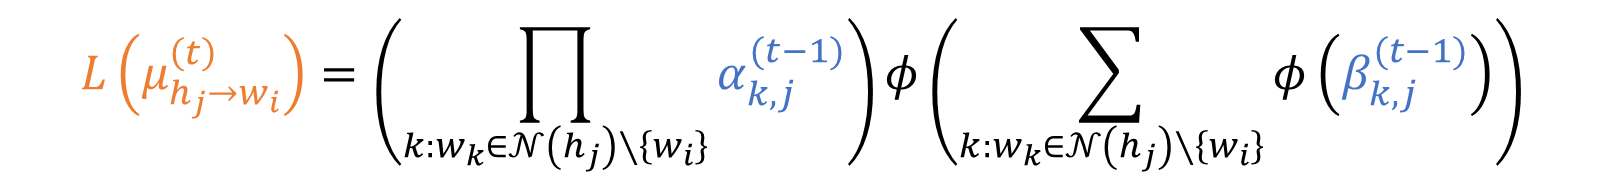 L(μ_{h_j→w_i}^{(t)}) = (∏_{k:w_k∈𝒩(h_j)\{w_i}} α_{k,j}^{(t−1)}) ϕ(∑_{k:w_k∈𝒩(h_j)\{w_i}} ϕ(β_{k,j}^{(t−1)}))